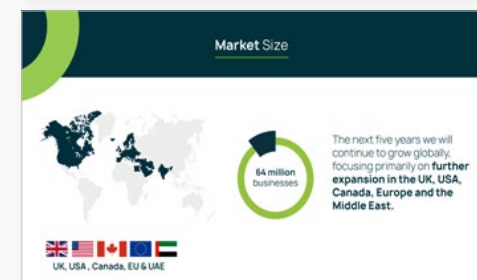 Market Size
64 million
businesses
The next five years we will
continue to grow globally,
focusing primarily on further
expansion in the UK, USA,
Canada, Europe and the
Middle East.
UK, USA , Canada, EU & UAE